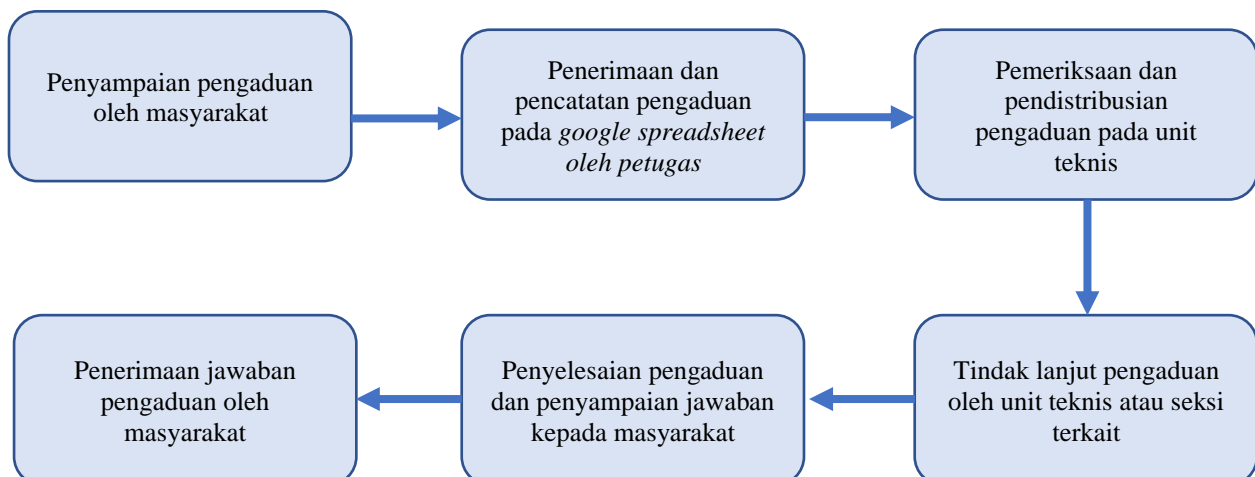 Penyampaian pengaduan
oleh masyarakat
Penerimaan dan
pencatatan pengaduan
pada google spreadsheet
oleh petugas
Pemeriksaan dan
pendistribusian
pengaduan pada unit
teknis
Tindak lanjut pengaduan
oleh unit teknis atau seksi
terkait
Penyelesaian pengaduan
dan penyampaian jawaban
kepada masyarakat
Penerimaan jawaban
pengaduan oleh
masyarakat